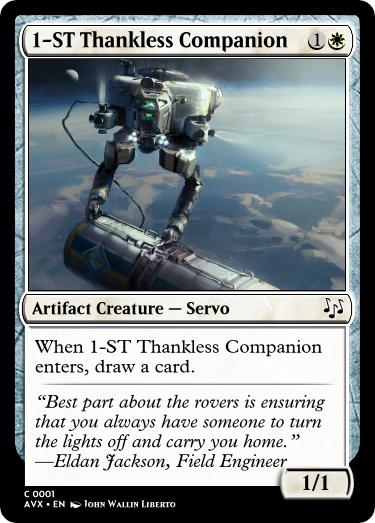 1-ST Thankless Companion 1
Artifact Creature — Servo
When 1-ST Thankless Companion
enters, draw a card.
“Best part about the rovers is ensuring
that you always have someone to turn
the lights off and carry you home.”
—Eldan Jackson, Field Engineer
1/1
C 0001
AVX • EN John Wallin Liberto